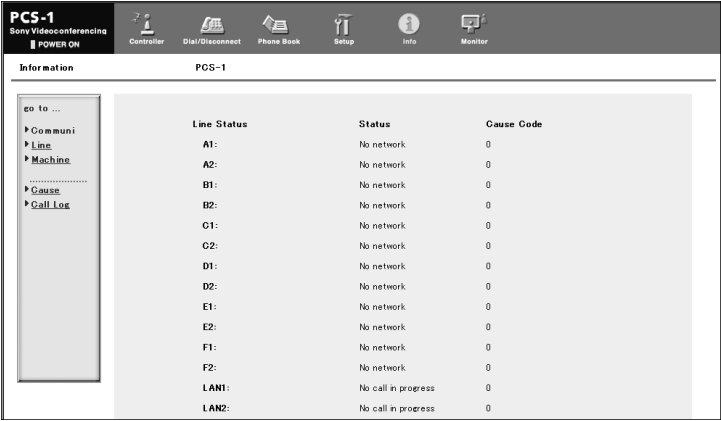 PCS-1
Sony Videoconferencing
POWER ON
Controller Dial/Disconnect Phone Book Setup Info Monitor
Information PCS-1
go to ...
Communi
Line
Machine
Cause
Call Log
Line Status Status Cause Code
A1: No network 0
A2: No network 0
B1: No network 0
B2: No network 0
C1: No network 0
C2: No network 0
D1: No network 0
D2: No network 0
E1: No network 0
E2: No network 0
F1: No network 0
F2: No network 0
LAN1: No call in progress 0
LAN2: No call in progress 0